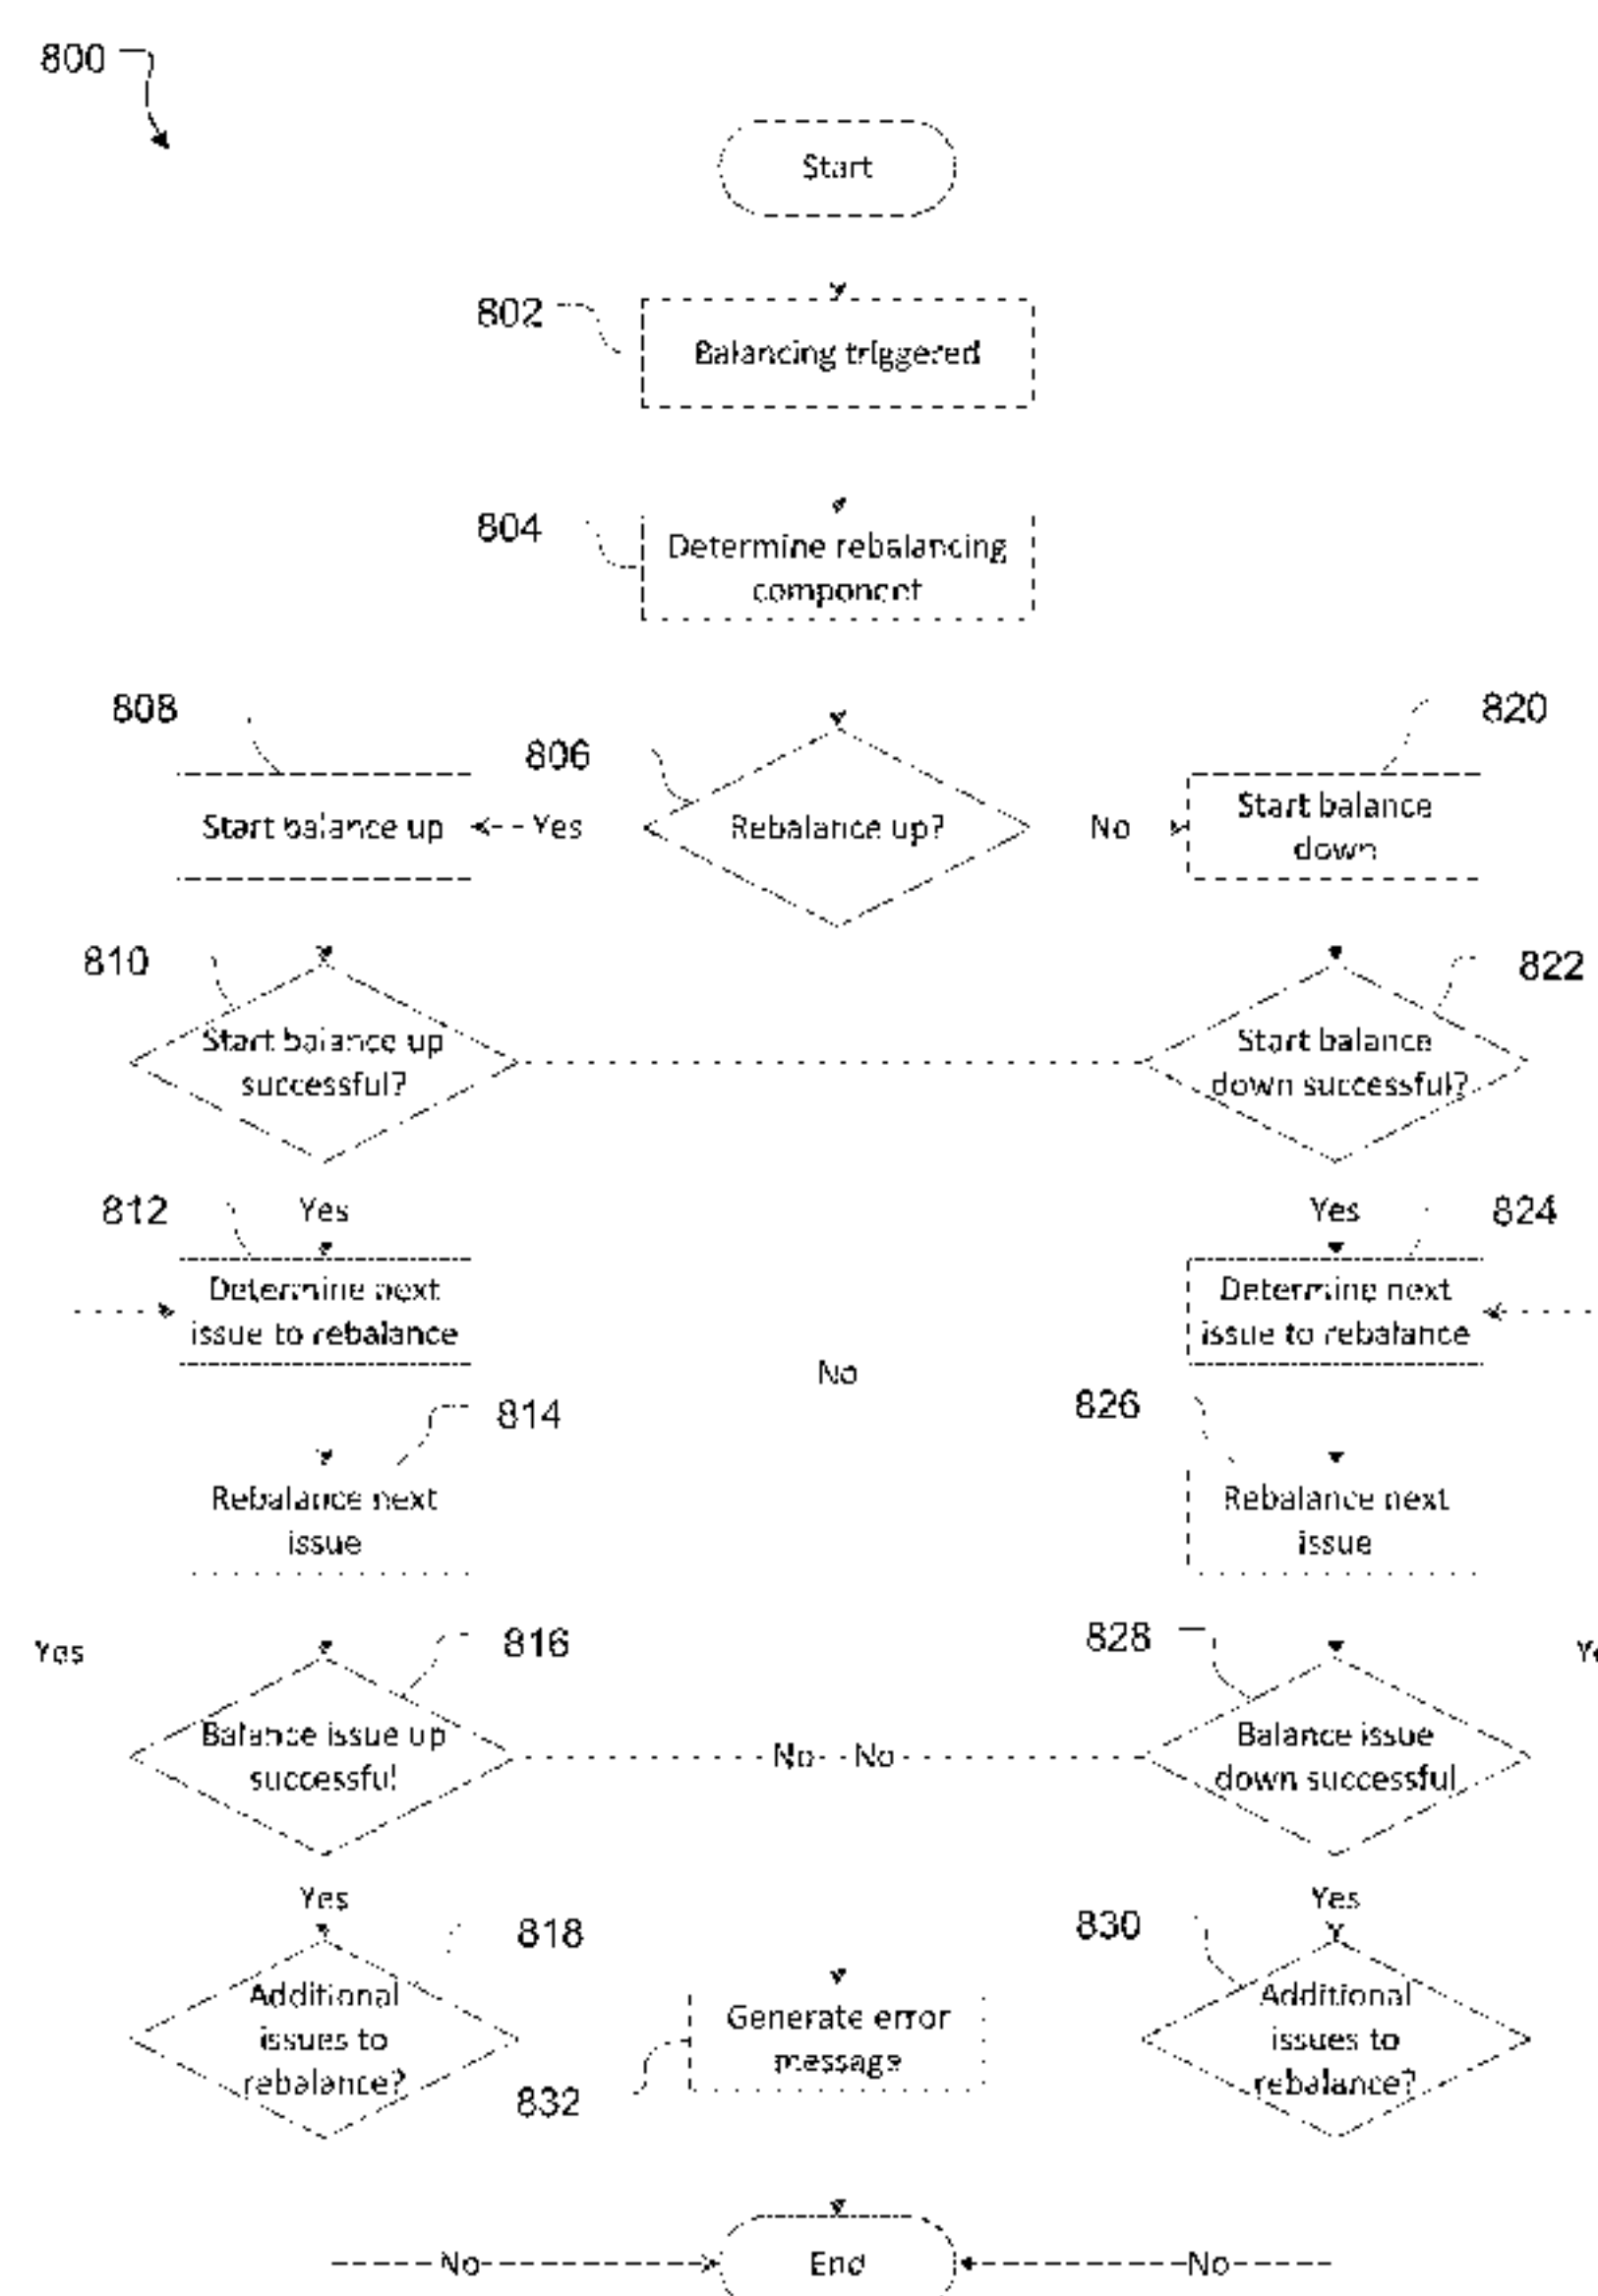 800
Start
802
Balancing triggered
804
Determine rebalancing
component
808
806
820
Start balance up
Yes
Rebalance up?
No
Start balance
down
810
822
Start balance up
successful?
Start balance
down successful?
812
Yes
Yes
824
Determine next
issue to rebalance
Determine next
issue to rebalance
No
814
826
Rebalance next
issue
Rebalance next
issue
Yes
816
828
Balance issue up
successful
No
No
Balance issue
down successful
Yes
Yes
818
830
Additional
issues to
rebalance?
Generate error
message
Additional
issues to
rebalance?
832
No
End
No